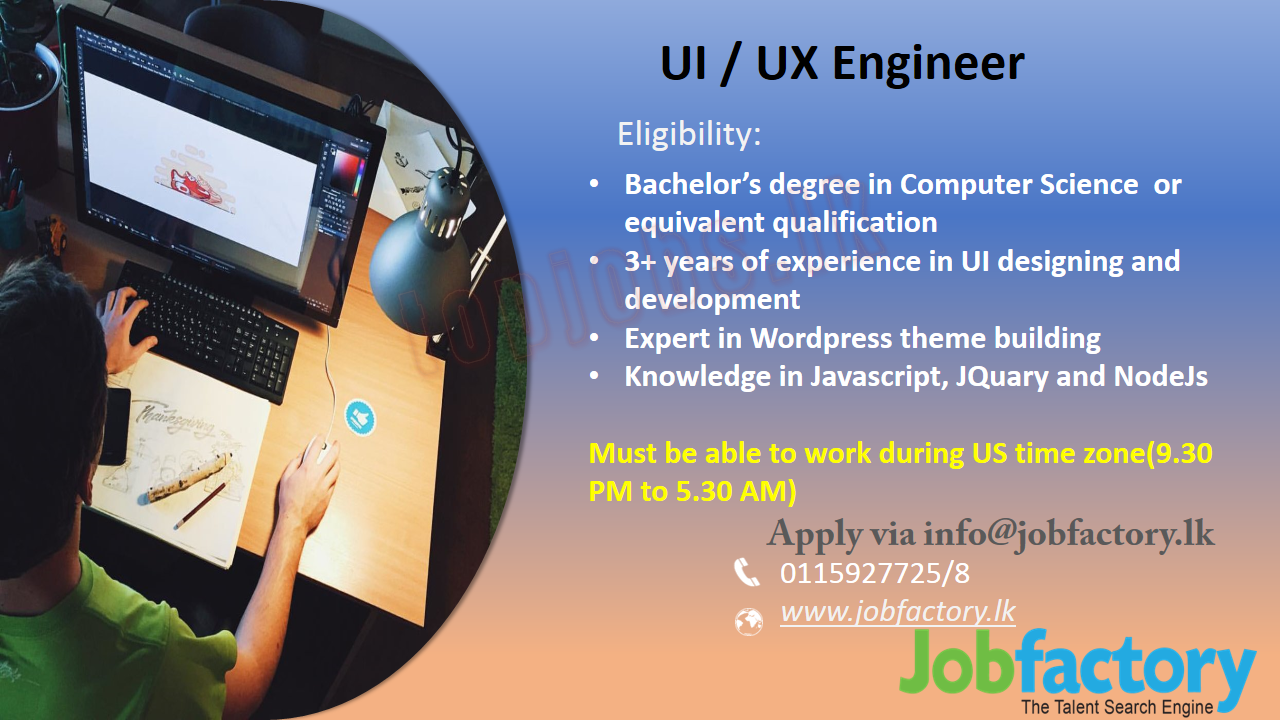 UI / UX Engineer
Eligibility:
• Bachelor’s degree in Computer Science or
equivalent qualification
• 3+ years of experience in UI designing and
development
• Expert in Wordpress theme building
• Knowledge in Javascript, JQuary and NodeJs
Must be able to work during US time zone(9.30
PM to 5.30 AM)
Apply via info@jobfactory.lk
0115927725/8
www.jobfactory.lk
Jobfactory
The Talent Search Engine
topjobs.lk
Thanksgiving